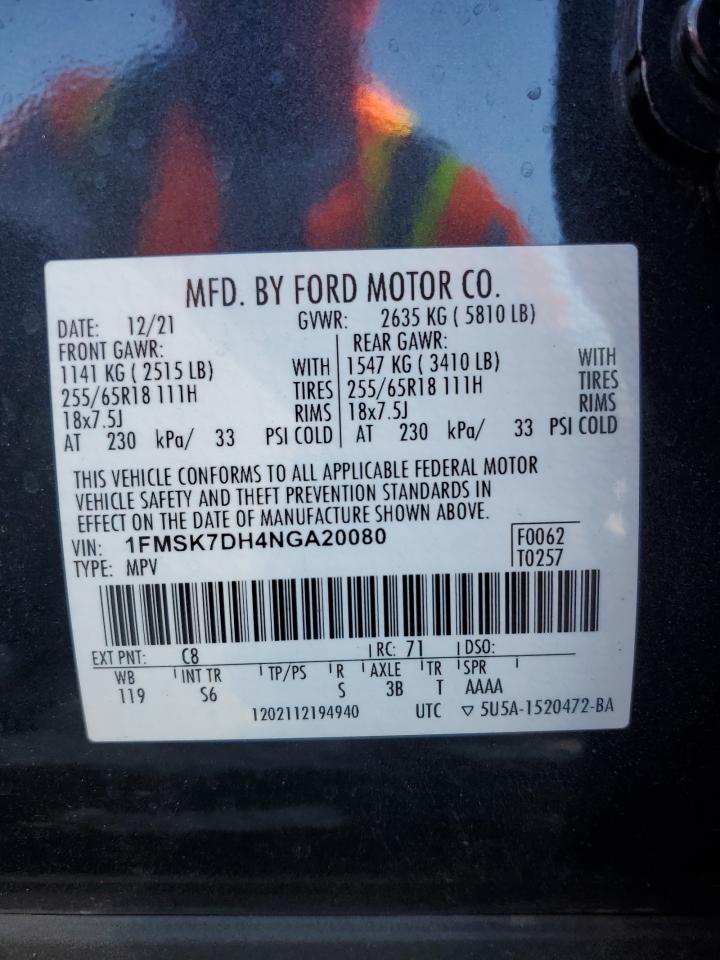 MFD. BY FORD MOTOR CO.
DATE: 12/21 GVWR: 2635 KG ( 5810 LB)
FRONT GAWR: REAR GAWR:
1141 KG ( 2515 LB) WITH 1547 KG ( 3410 LB) WITH
255/65R18 111H TIRES 255/65R18 111H TIRES
18x7.5J RIMS 18x7.5J RIMS
AT 230 kPa/ 33 PSI COLD AT 230 kPa/ 33 PSI COLD
THIS VEHICLE CONFORMS TO ALL APPLICABLE FEDERAL MOTOR
VEHICLE SAFETY AND THEFT PREVENTION STANDARDS IN
EFFECT ON THE DATE OF MANUFACTURE SHOWN ABOVE.
VIN: 1FMSK7DH4NGA20080 F0062
TYPE: MPV T0257
EXT PNT: C8 RC: 71 DSO:
WB INT TR TP/PS R AXLE TR SPR
119 S6 S 3B T AAAA
1202112194940 UTC ▽ 5U5A-1520472-BA